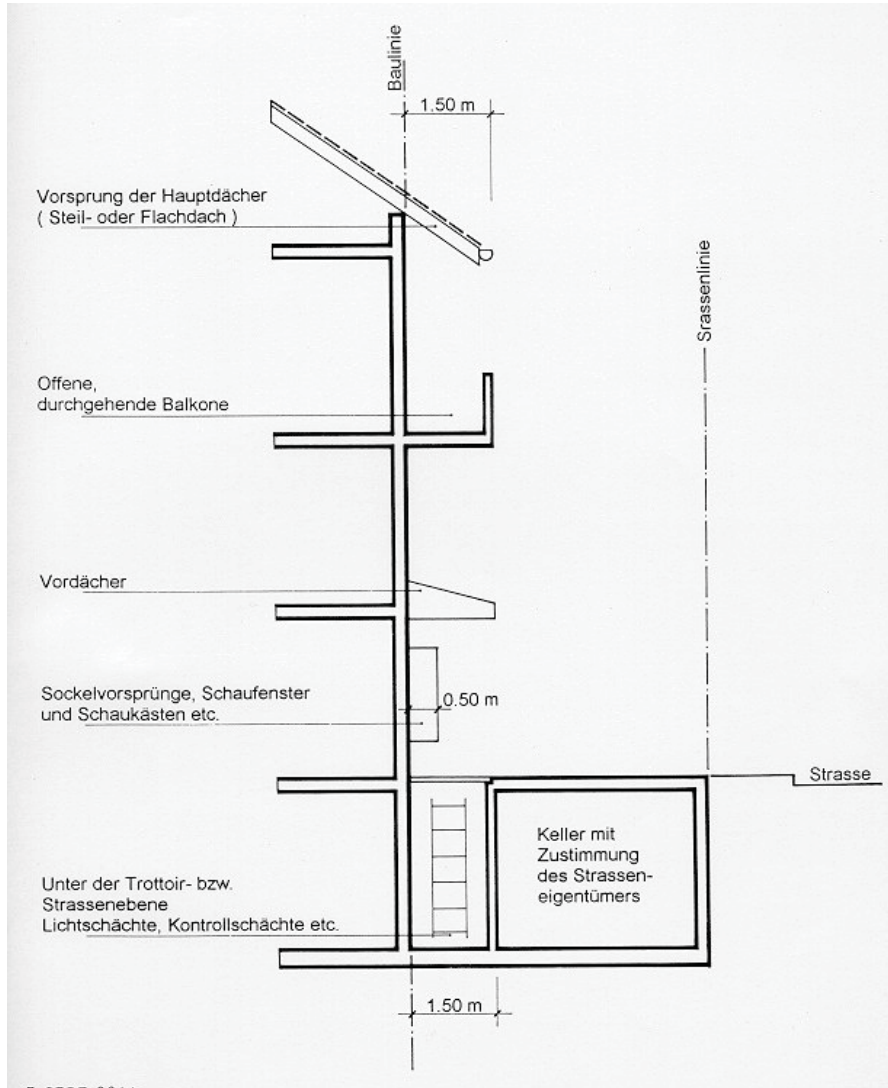 Baulinie
1.50 m
Vorsprung der Hauptdächer
( Steil- oder Flachdach )
Srassenlinie
Offene,
durchgehende Balkone
Vordächer
Sockelvorsprünge, Schaufenster
und Schaukästen etc.
0.50 m
Strasse
Keller mit
Zustimmung
des Strassen-
eigentümers
Unter der Trottoir- bzw.
Strassenebene
Lichtschächte, Kontrollschächte etc.
1.50 m